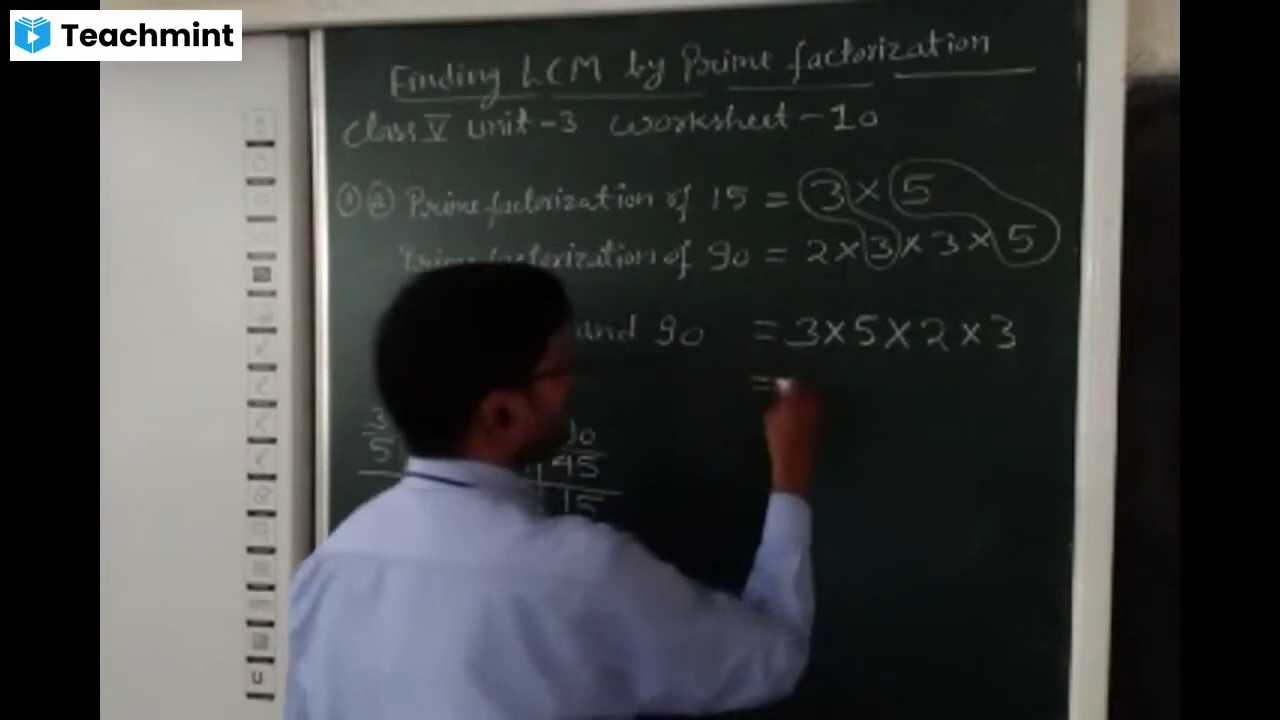 Teachmint
Finding LCM by Prime factorization
Class V unit-3 worksheet-10
① ⓐ Prime factorization of 15 = 3 × 5
Prime factorization of 90 = 2 × 3 × 3 × 5
and 90 = 3 × 5 × 2 × 3
=
5
45
15
U